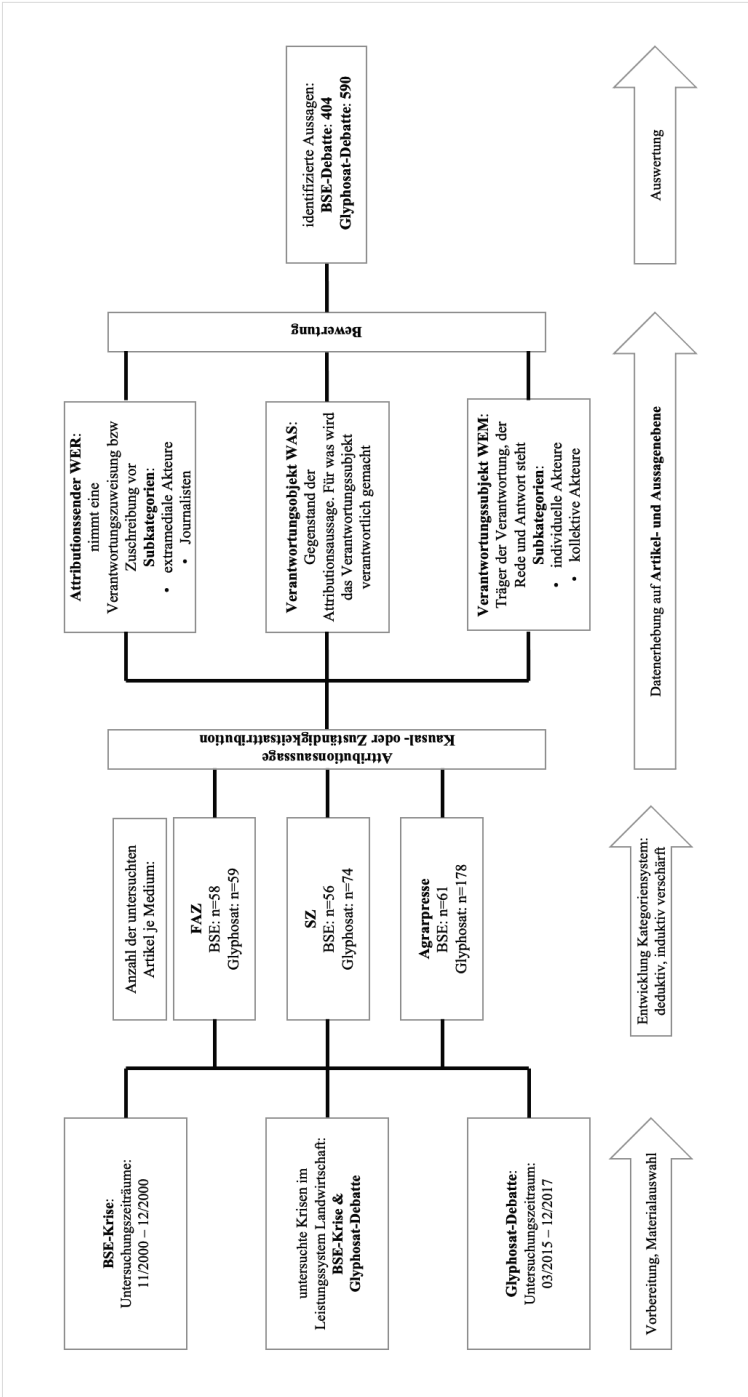 BSE-Krise:
Untersuchungszeiträume:
11/2000 – 12/2000
untersuchte Krisen im
Leistungssystem Landwirtschaft:
BSE-Krise &
Glyphosat-Debatte
Glyphosat-Debatte:
Untersuchungszeitraum:
03/2015 – 12/2017
Vorbereitung, Materialauswahl
Anzahl der untersuchten
Artikel je Medium:
FAZ
BSE: n=58
Glyphosat: n=59
SZ
BSE: n=56
Glyphosat: n=74
Agrarpresse
BSE: n=61
Glyphosat: n=178
Entwicklung Kategoriensystem:
deduktiv, induktiv verschärft
Attributionsaussage
Kausal- oder Zuständigkeitsattribution
Attributionssender WER:
nimmt eine
Verantwortungszuweisung bzw
Zuschreibung vor
Subkategorien:
• extramediale Akteure
• Journalisten
Verantwortungsobjekt WAS:
Gegenstand der
Attributionsaussage. Für was wird
das Verantwortungssubjekt
verantwortlich gemacht
Verantwortungssubjekt WEM:
Träger der Verantwortung, der
Rede und Antwort steht
Subkategorien:
• individuelle Akteure
• kollektive Akteure
Bewertung
Datenerhebung auf Artikel- und Aussagenebene
identifizierte Aussagen:
BSE-Debatte: 404
Glyphosat-Debatte: 590
Auswertung